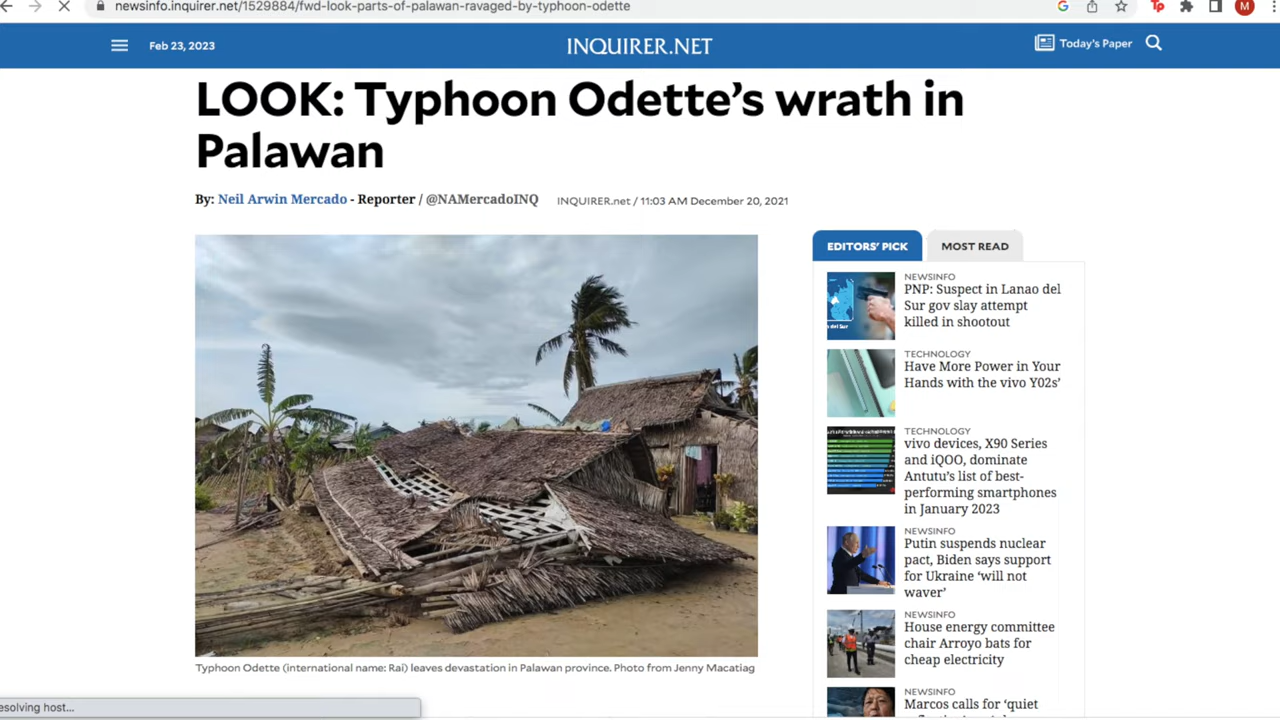 newsinfo.inquirer.net/1529884/fwd-look-parts-of-palawan-ravaged-by-typhoon-odette
M
Feb 23, 2023
INQUIRER.NET
Today's Paper
LOOK: Typhoon Odette's wrath in
Palawan
By: Neil Arwin Mercado - Reporter / @NAMercadoINQ
INQUIRER.net / 11:03 AM December 20, 2021
Typhoon Odette (international name: Rai) leaves devastation in Palawan province. Photo from Jenny Macatiag
EDITORS' PICK
MOST READ
NEWSINFO
PNP: Suspect in Lanao del
Sur gov slay attempt
killed in shootout
TECHNOLOGY
Have More Power in Your
Hands with the vivo Y02s'
TECHNOLOGY
vivo devices, X90 Series
and iQOO, dominate
Antutu's list of best-
performing smartphones
in January 2023
NEWSINFO
Putin suspends nuclear
pact, Biden says support
for Ukraine 'will not
waver'
NEWSINFO
House energy committee
chair Arroyo bats for
cheap electricity
NEWSINFO
Marcos calls for 'quiet
esolving host...